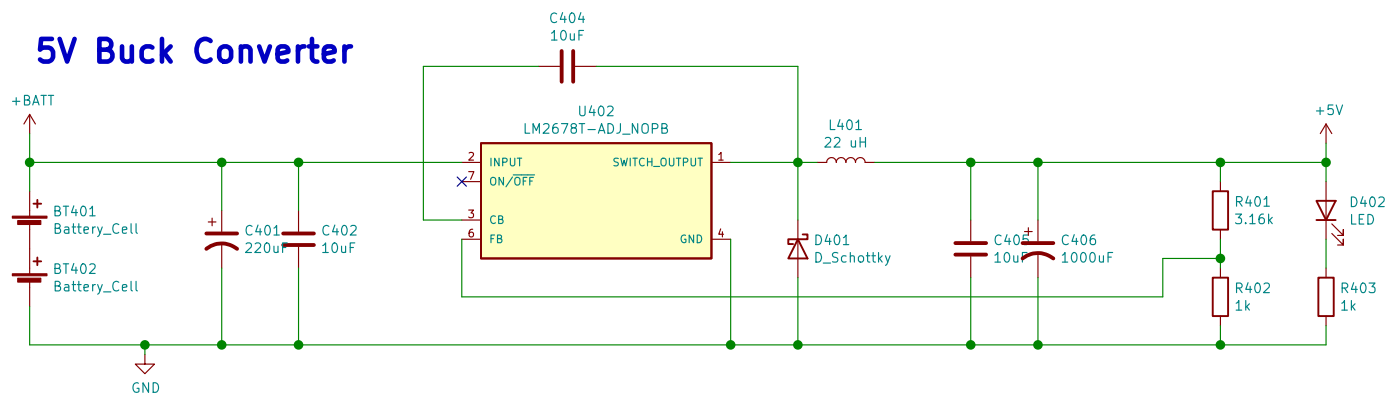 5V Buck Converter
C404
10uF
+BATT
U402
LM2678T-ADJ_NOPB
L401
22 uH
+5V
2
INPUT
SWITCH_OUTPUT
1
7
ON/OFF
3
CB
6
FB
GND
4
+
BT401
Battery_Cell
+
BT402
Battery_Cell
+
C401
220uF
C402
10uF
D401
D_Schottky
C405
10uF
+
C406
1000uF
R401
3.16k
D402
LED
R402
1k
R403
1k
GND